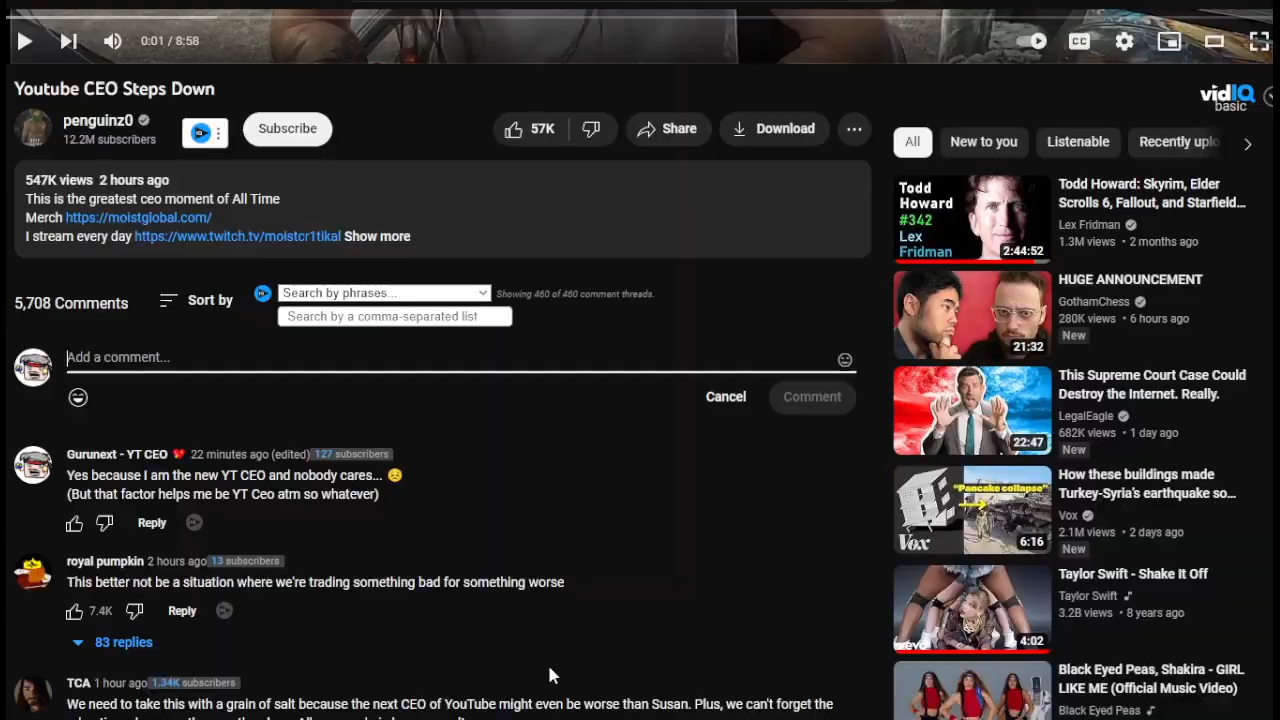 0:01 / 8:58
CC
Youtube CEO Steps Down
vidIQ
basic
penguinz0
12.2M subscribers
Subscribe
57K
Share
Download
All
New to you
Listenable
Recently uplo
547K views 2 hours ago
This is the greatest ceo moment of All Time
Merch https://moistglobal.com/
I stream every day https://www.twitch.tv/moistcr1tikal Show more
Todd
Howard
#342
Lex
Fridman
2:44:52
Todd Howard: Skyrim, Elder
Scrolls 6, Fallout, and Starfield...
Lex Fridman
1.3M views • 2 months ago
5,708 Comments
Sort by
Search by phrases...
Showing 460 of 460 comment threads.
Search by a comma-separated list
21:32
HUGE ANNOUNCEMENT
GothamChess
280K views • 6 hours ago
New
Add a comment...
Cancel
Comment
22:47
This Supreme Court Case Could
Destroy the Internet. Really.
LegalEagle
682K views • 1 day ago
New
Gurunext - YT CEO 22 minutes ago (edited) 127 subscribers
Yes because I am the new YT CEO and nobody cares... 😣
(But that factor helps me be YT Ceo aim so whatever)
Reply
"Pancake collapse"
Vox
6:16
How these buildings made
Turkey-Syria's earthquake so...
Vox
2.1M views • 2 days ago
New
royal pumpkin 2 hours ago 13 subscribers
This better not be a situation where we're trading something bad for something worse
7.4K
Reply
83 replies
vevo
4:02
Taylor Swift - Shake It Off
Taylor Swift
3.2B views • 8 years ago
TCA 1 hour ago 1.34K subscribers
We need to take this with a grain of salt because the next CEO of YouTube might even be worse than Susan. Plus, we can't forget the
Black Eyed Peas, Shakira - GIRL
LIKE ME (Official Music Video)
Black Eyed Peas